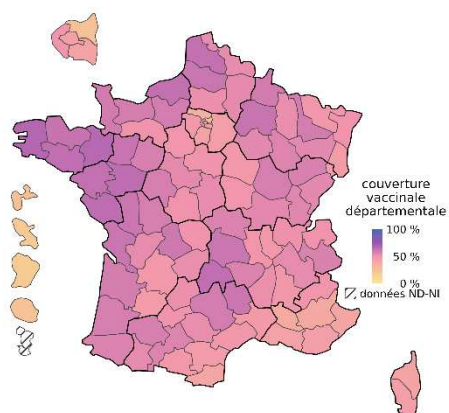 couverture
vaccinale
départementale
100 %
50 %
0 %
données ND-NI